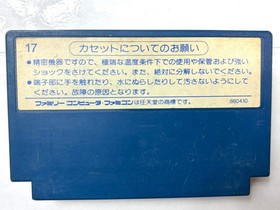 17
カセットについてのお願い
●精密機器ですので、極端な温度条件下での使用や保管および強い
ショックをさけてください。また、絶対に分解しないでください。
●端子部に手を触れたり、水にぬらしたりして汚さないようにして
ください。故障の原因となります。
ファミリーコンピュータ・ファミコンは任天堂の商標です。
860410